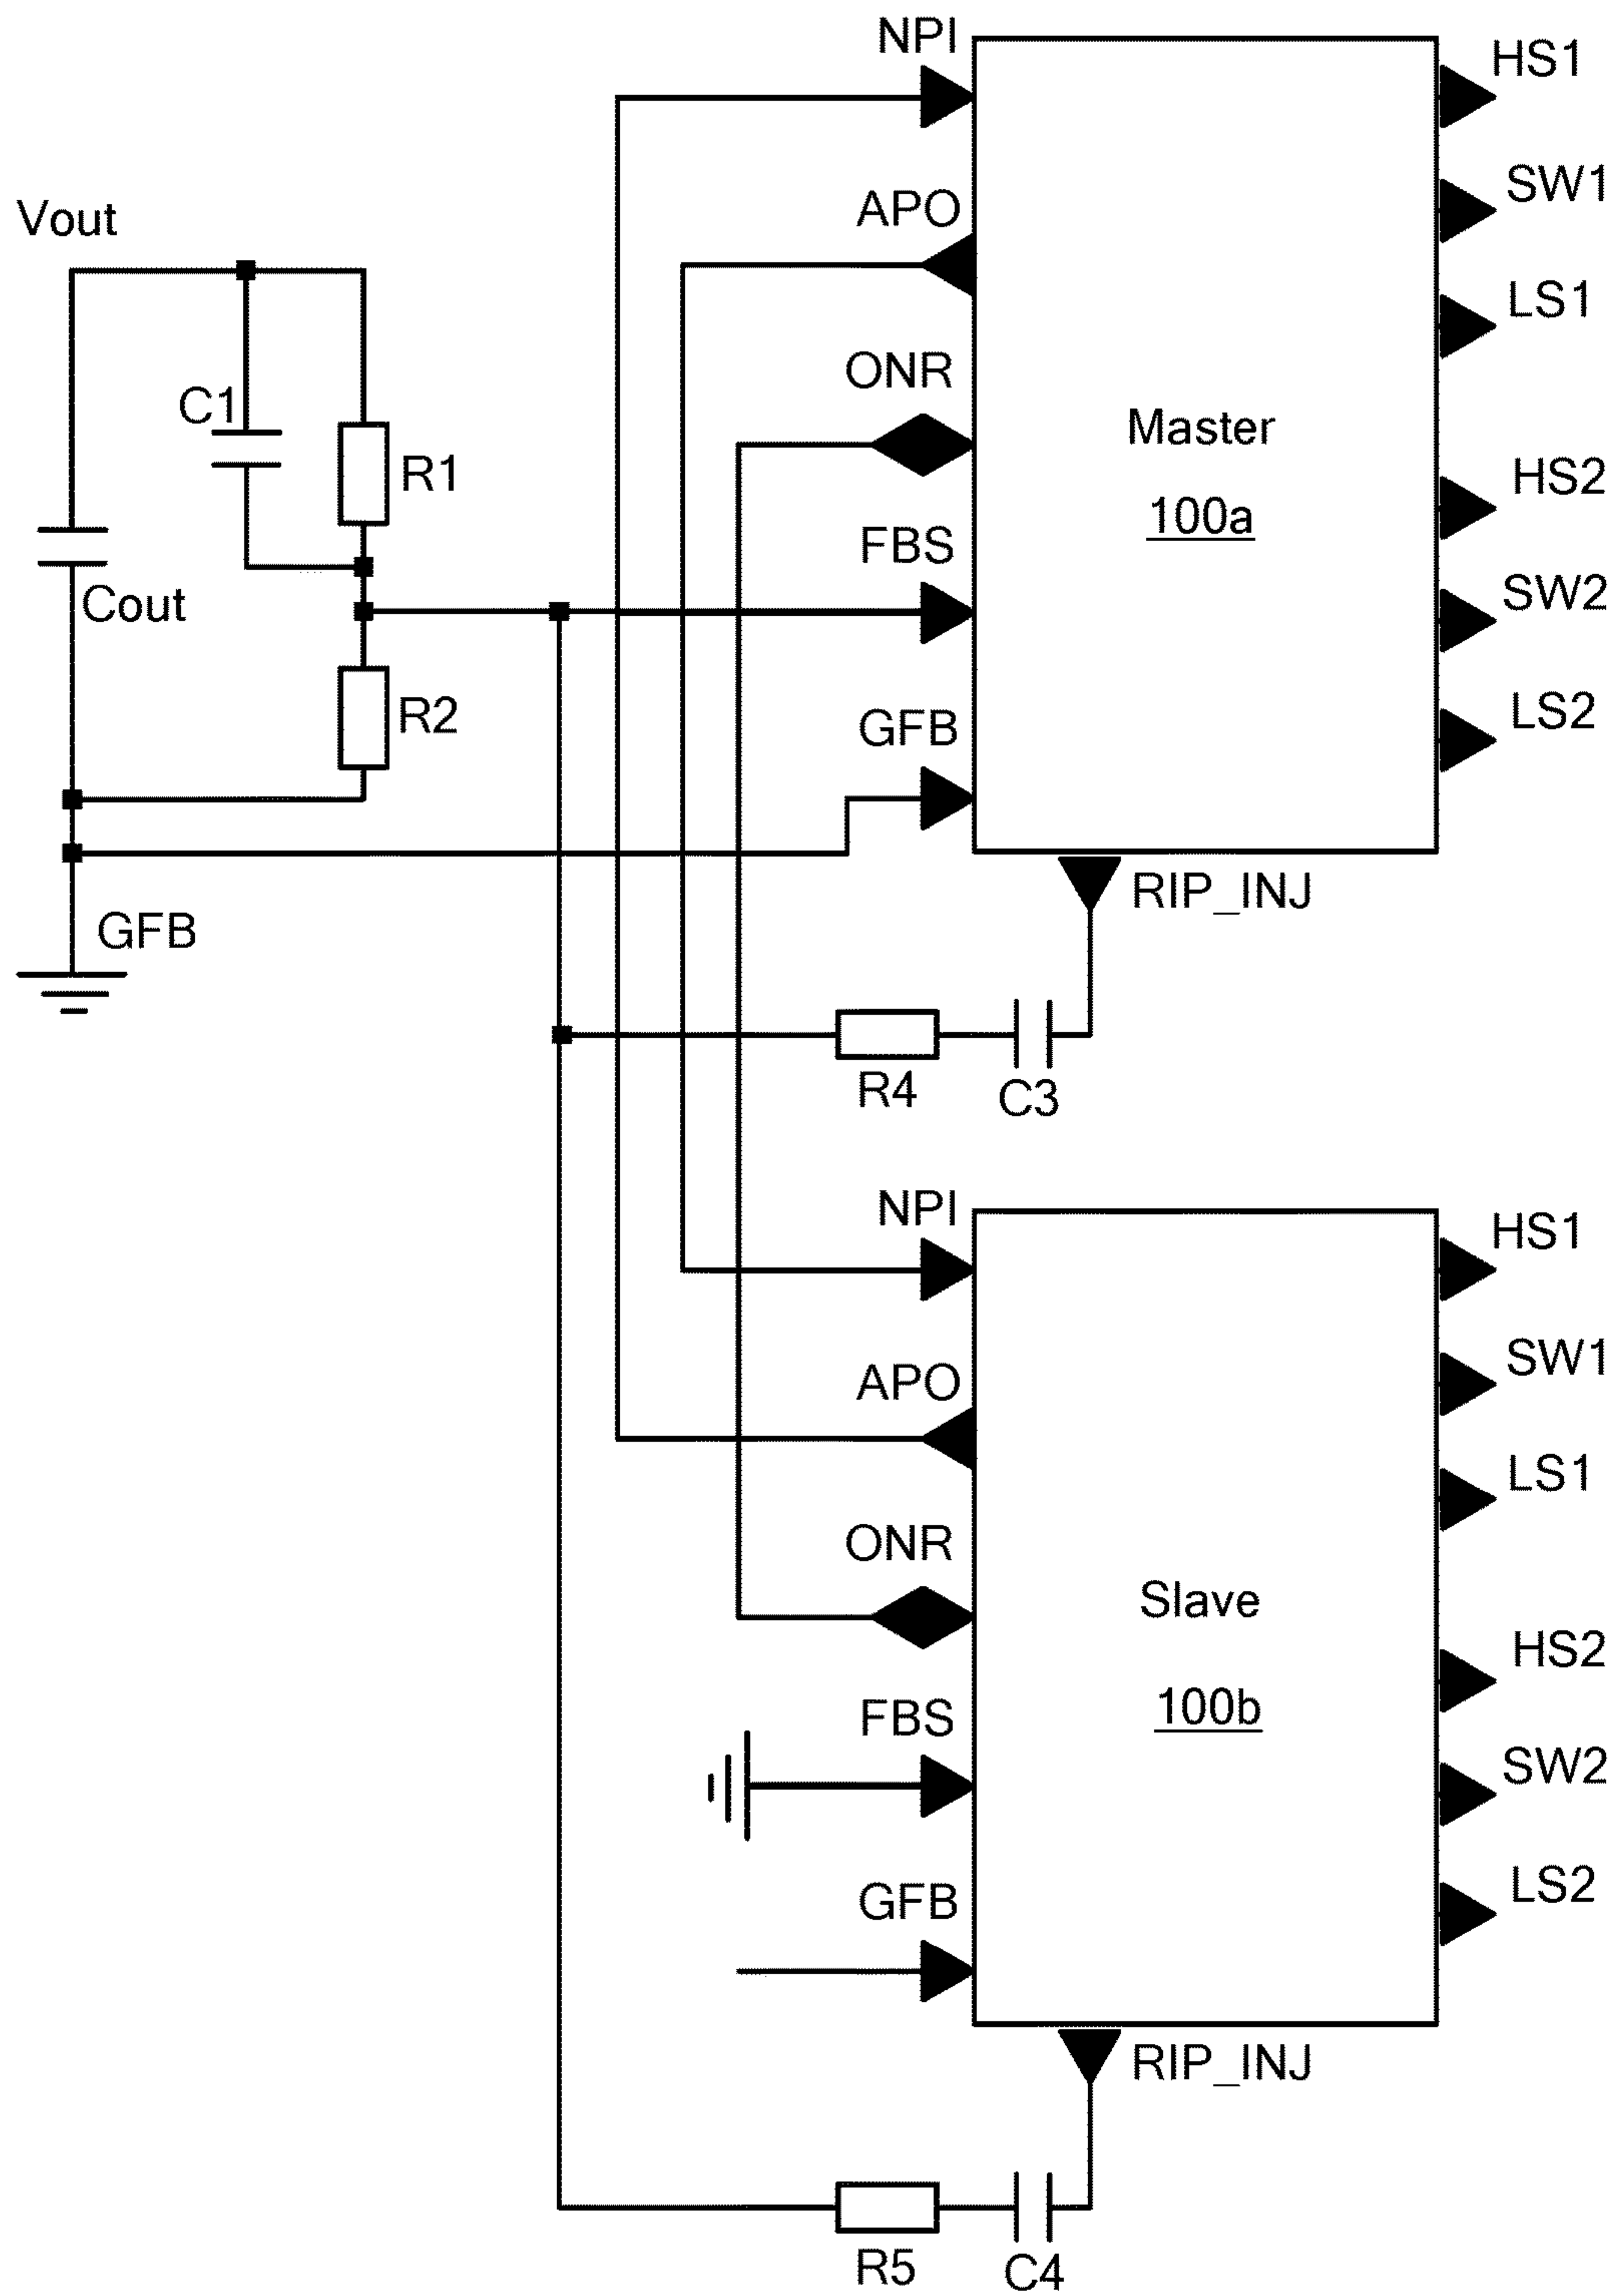 NPI
HS1
APO
SW1
Vout
LS1
ONR
C1
Master
R1
HS2
100a
FBS
SW2
Cout
R2
LS2
GFB
RIP_INJ
GFB
R4
C3
NPI
HS1
APO
SW1
LS1
ONR
Slave
HS2
100b
FBS
SW2
LS2
GFB
RIP_INJ
R5
C4